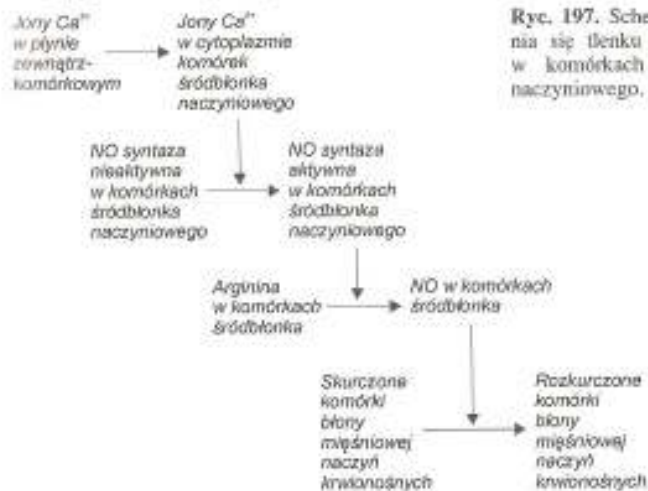 Jony Ca²⁺
w płynie
zewnątrz-
komórkowym
Jony Ca²⁺
w cytoplazmie
komórek
śródbłonka
naczyniowego
Ryc. 197. Sche
nia się tlenku
w komórkach
naczyniowego.
NO syntaza
nieaktywna
w komórkach
śródbłonka
naczyniowego
NO syntaza
aktywna
w komórkach
śródbłonka
naczyniowego
Arginina
w komórkach
śródbłonka
NO w komórkach
śródbłonka
Skurczone
komórki
błony
mięśniowej
naczyń
krwionośnych
Rozkurczone
komórki
błony
mięśniowej
naczyń
krwionośnych